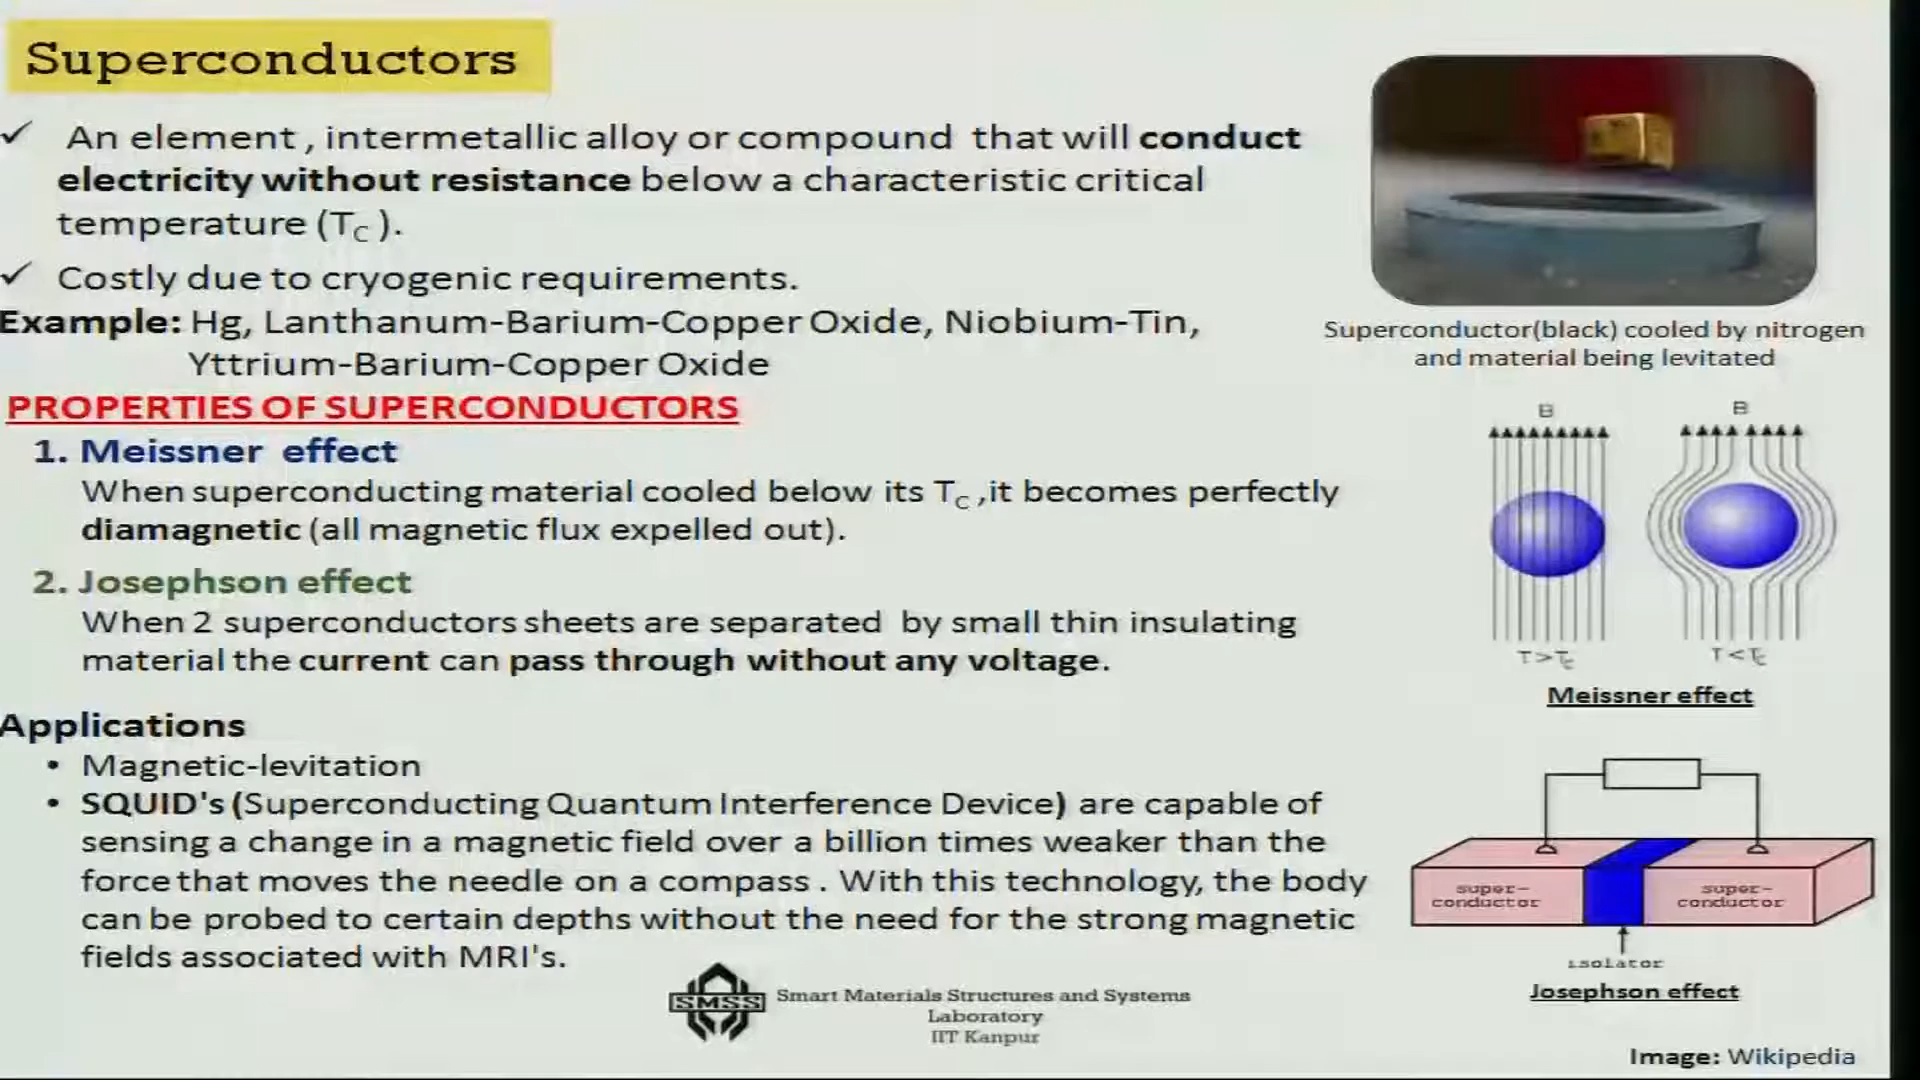 Superconductors
✓ An element , intermetallic alloy or compound that will conduct
electricity without resistance below a characteristic critical
temperature (TC ).
✓ Costly due to cryogenic requirements.
Example: Hg, Lanthanum-Barium-Copper Oxide, Niobium-Tin,
Yttrium-Barium-Copper Oxide
PROPERTIES OF SUPERCONDUCTORS
1. Meissner effect
When superconducting material cooled below its TC ,it becomes perfectly
diamagnetic (all magnetic flux expelled out).
2. Josephson effect
When 2 superconductors sheets are separated by small thin insulating
material the current can pass through without any voltage.
Applications
• Magnetic-levitation
• SQUID's (Superconducting Quantum Interference Device) are capable of
sensing a change in a magnetic field over a billion times weaker than the
force that moves the needle on a compass . With this technology, the body
can be probed to certain depths without the need for the strong magnetic
fields associated with MRI's.
Superconductor(black) cooled by nitrogen
and material being levitated
B B
T>Tc T<Tc
Meissner effect
super-
conductor
super-
conductor
isolator
Josephson effect
SMSS
Smart Materials Structures and Systems
Laboratory
IIT Kanpur
Image: Wikipedia